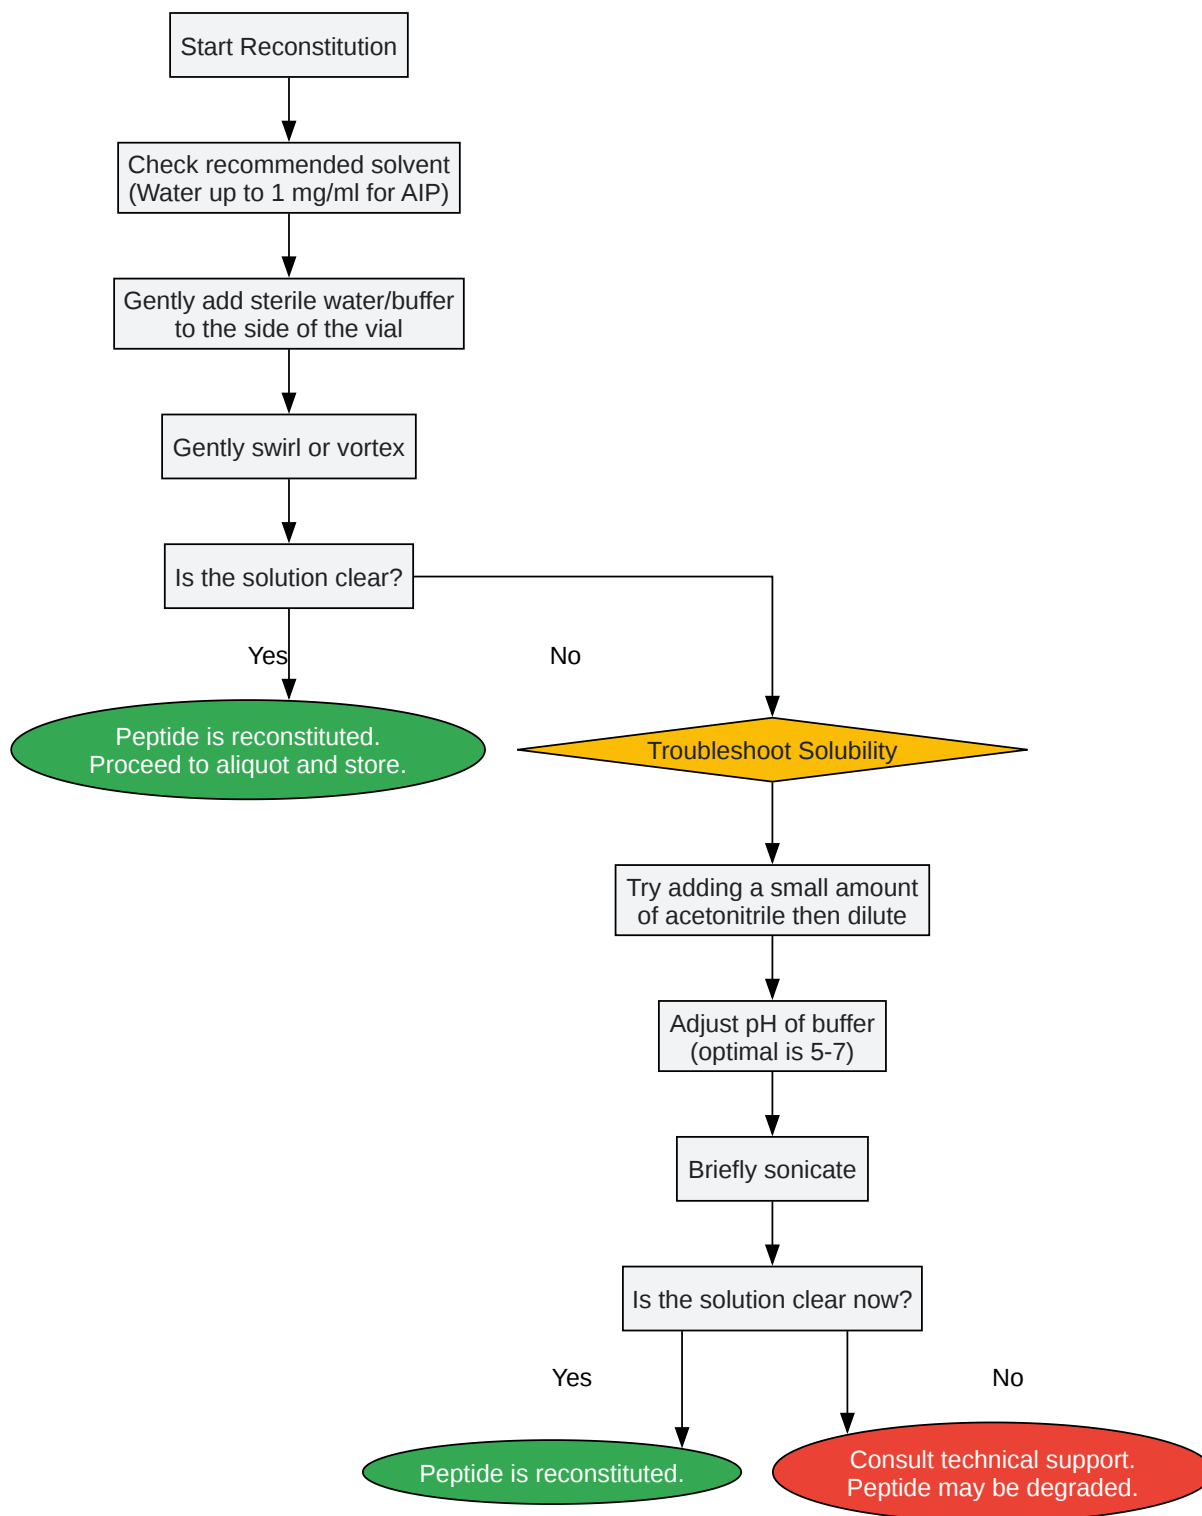 Start Reconstitution
Check recommended solvent
(Water up to 1 mg/ml for AIP)
Gently add sterile water/buffer
to the side of the vial
Gently swirl or vortex
Is the solution clear?
Yes
No
Peptide is reconstituted.
Proceed to aliquot and store.
Troubleshoot Solubility
Try adding a small amount
of acetonitrile then dilute
Adjust pH of buffer
(optimal is 5-7)
Briefly sonicate
Is the solution clear now?
Yes
No
Peptide is reconstituted.
Consult technical support.
Peptide may be degraded.